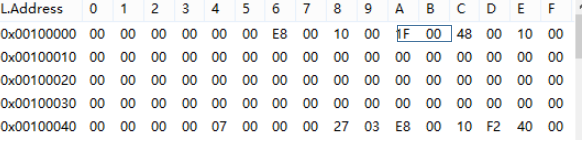 L.Address 0 1 2 3 4 5 6 7 8 9 A B C D E F
0x00100000 00 00 00 00 00 00 E8 00 10 00 1F 00 48 00 10 00
0x00100010 00 00 00 00 00 00 00 00 00 00 00 00 00 00 00 00
0x00100020 00 00 00 00 00 00 00 00 00 00 00 00 00 00 00 00
0x00100030 00 00 00 00 00 00 00 00 00 00 00 00 00 00 00 00
0x00100040 00 00 00 00 07 00 00 00 27 03 E8 00 10 F2 40 00